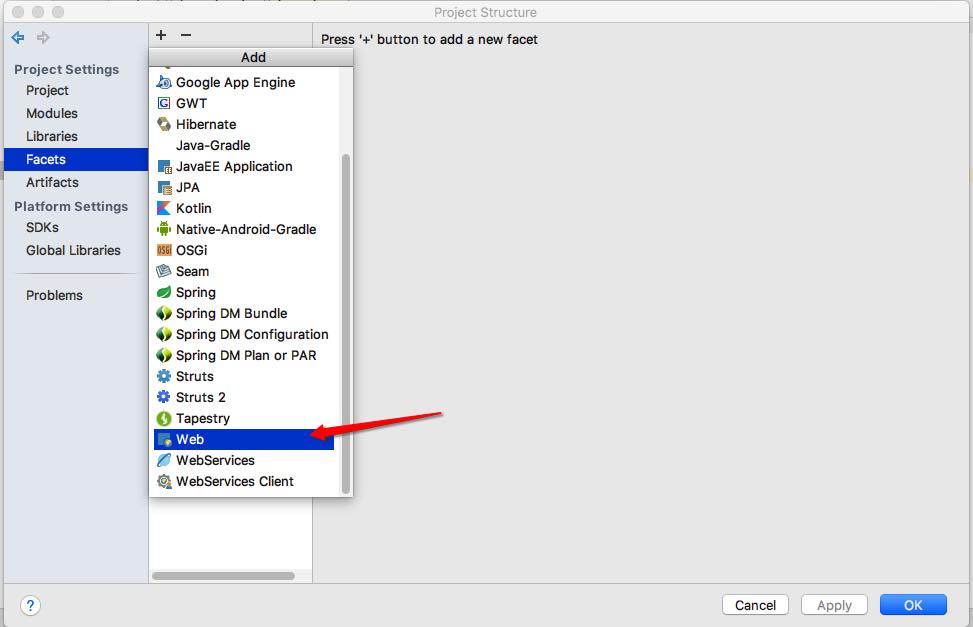 Project Structure
Project Settings
Project
Modules
Libraries
Facets
Artifacts
Platform Settings
SDKs
Global Libraries
Problems
+ −
Add
Google App Engine
G GWT
Hibernate
Java-Gradle
JavaEE Application
JPA
Kotlin
Native-Android-Gradle
OSGi OSGi
Seam
Spring
Spring DM Bundle
Spring DM Configuration
Spring DM Plan or PAR
Struts
Struts 2
Tapestry
Web
WebServices
WebServices Client
Press '+' button to add a new facet
?
Cancel
Apply
OK